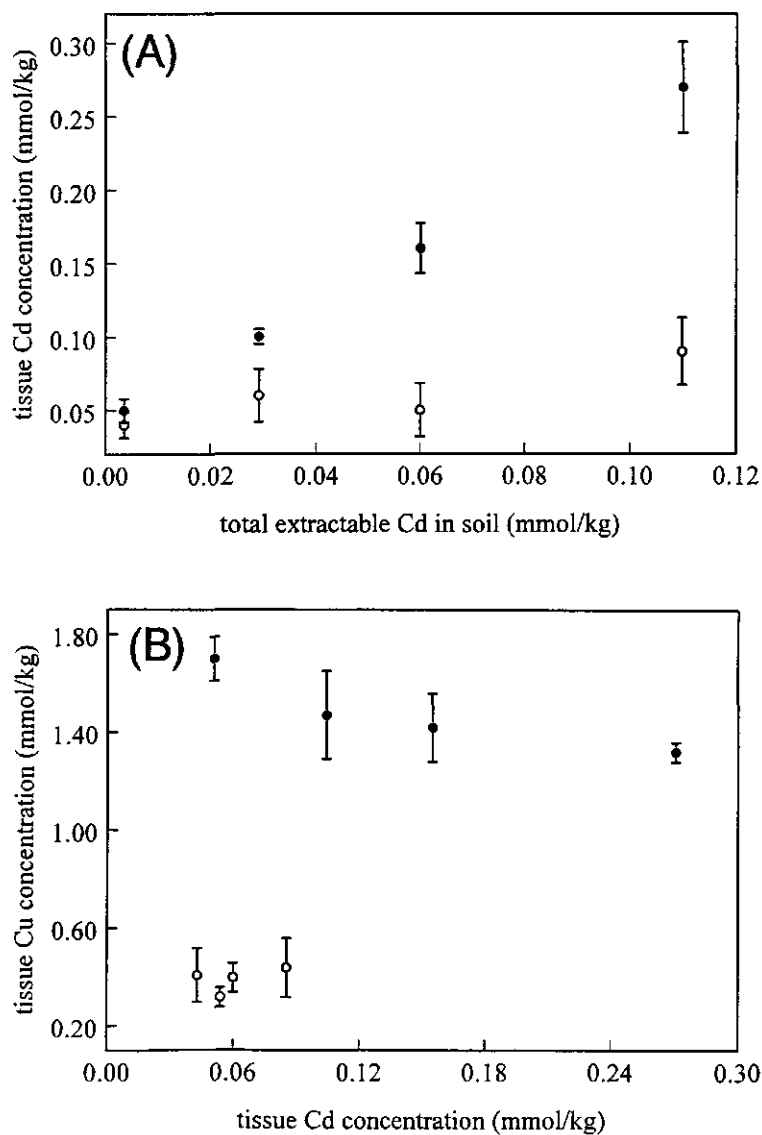 (A)
tissue Cd concentration (mmol/kg)
0.30
0.25
0.20
0.15
0.10
0.05
0.00 0.02 0.04 0.06 0.08 0.10 0.12
total extractable Cd in soil (mmol/kg)
(B)
tissue Cu concentration (mmol/kg)
1.80
1.40
1.00
0.60
0.20
0.00 0.06 0.12 0.18 0.24 0.30
tissue Cd concentration (mmol/kg)